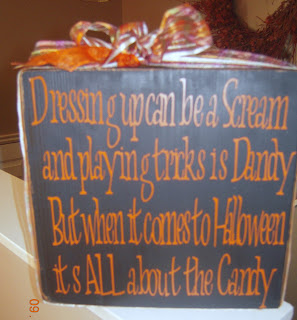 Dressing up can be a Scream
and playing tricks is Dandy
But when it comes to Halloween
it's ALL about the Candy
09.